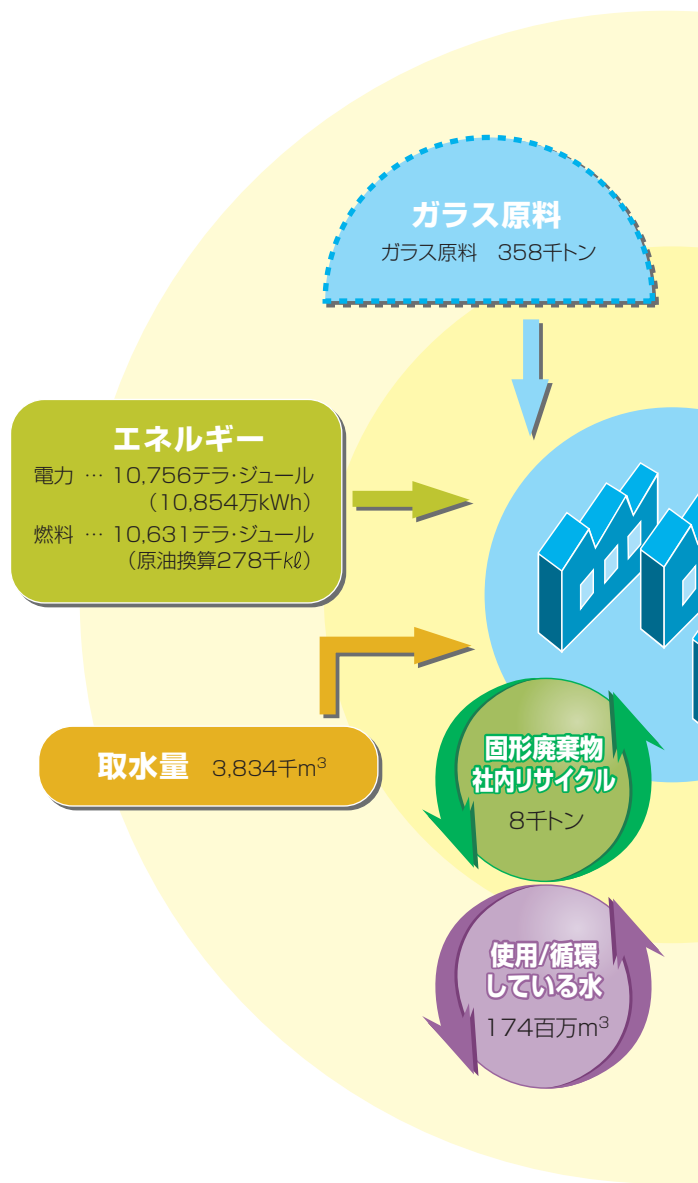 ガラス原料
ガラス原料　358千トン
エネルギー
電力 … 10,756テラ・ジュール
（10,854万kWh）
燃料 … 10,631テラ・ジュール
（原油換算278千kℓ）
取水量　3,834千m³
固形廃棄物
社内リサイクル
8千トン
使用/循環
している水
174百万m³